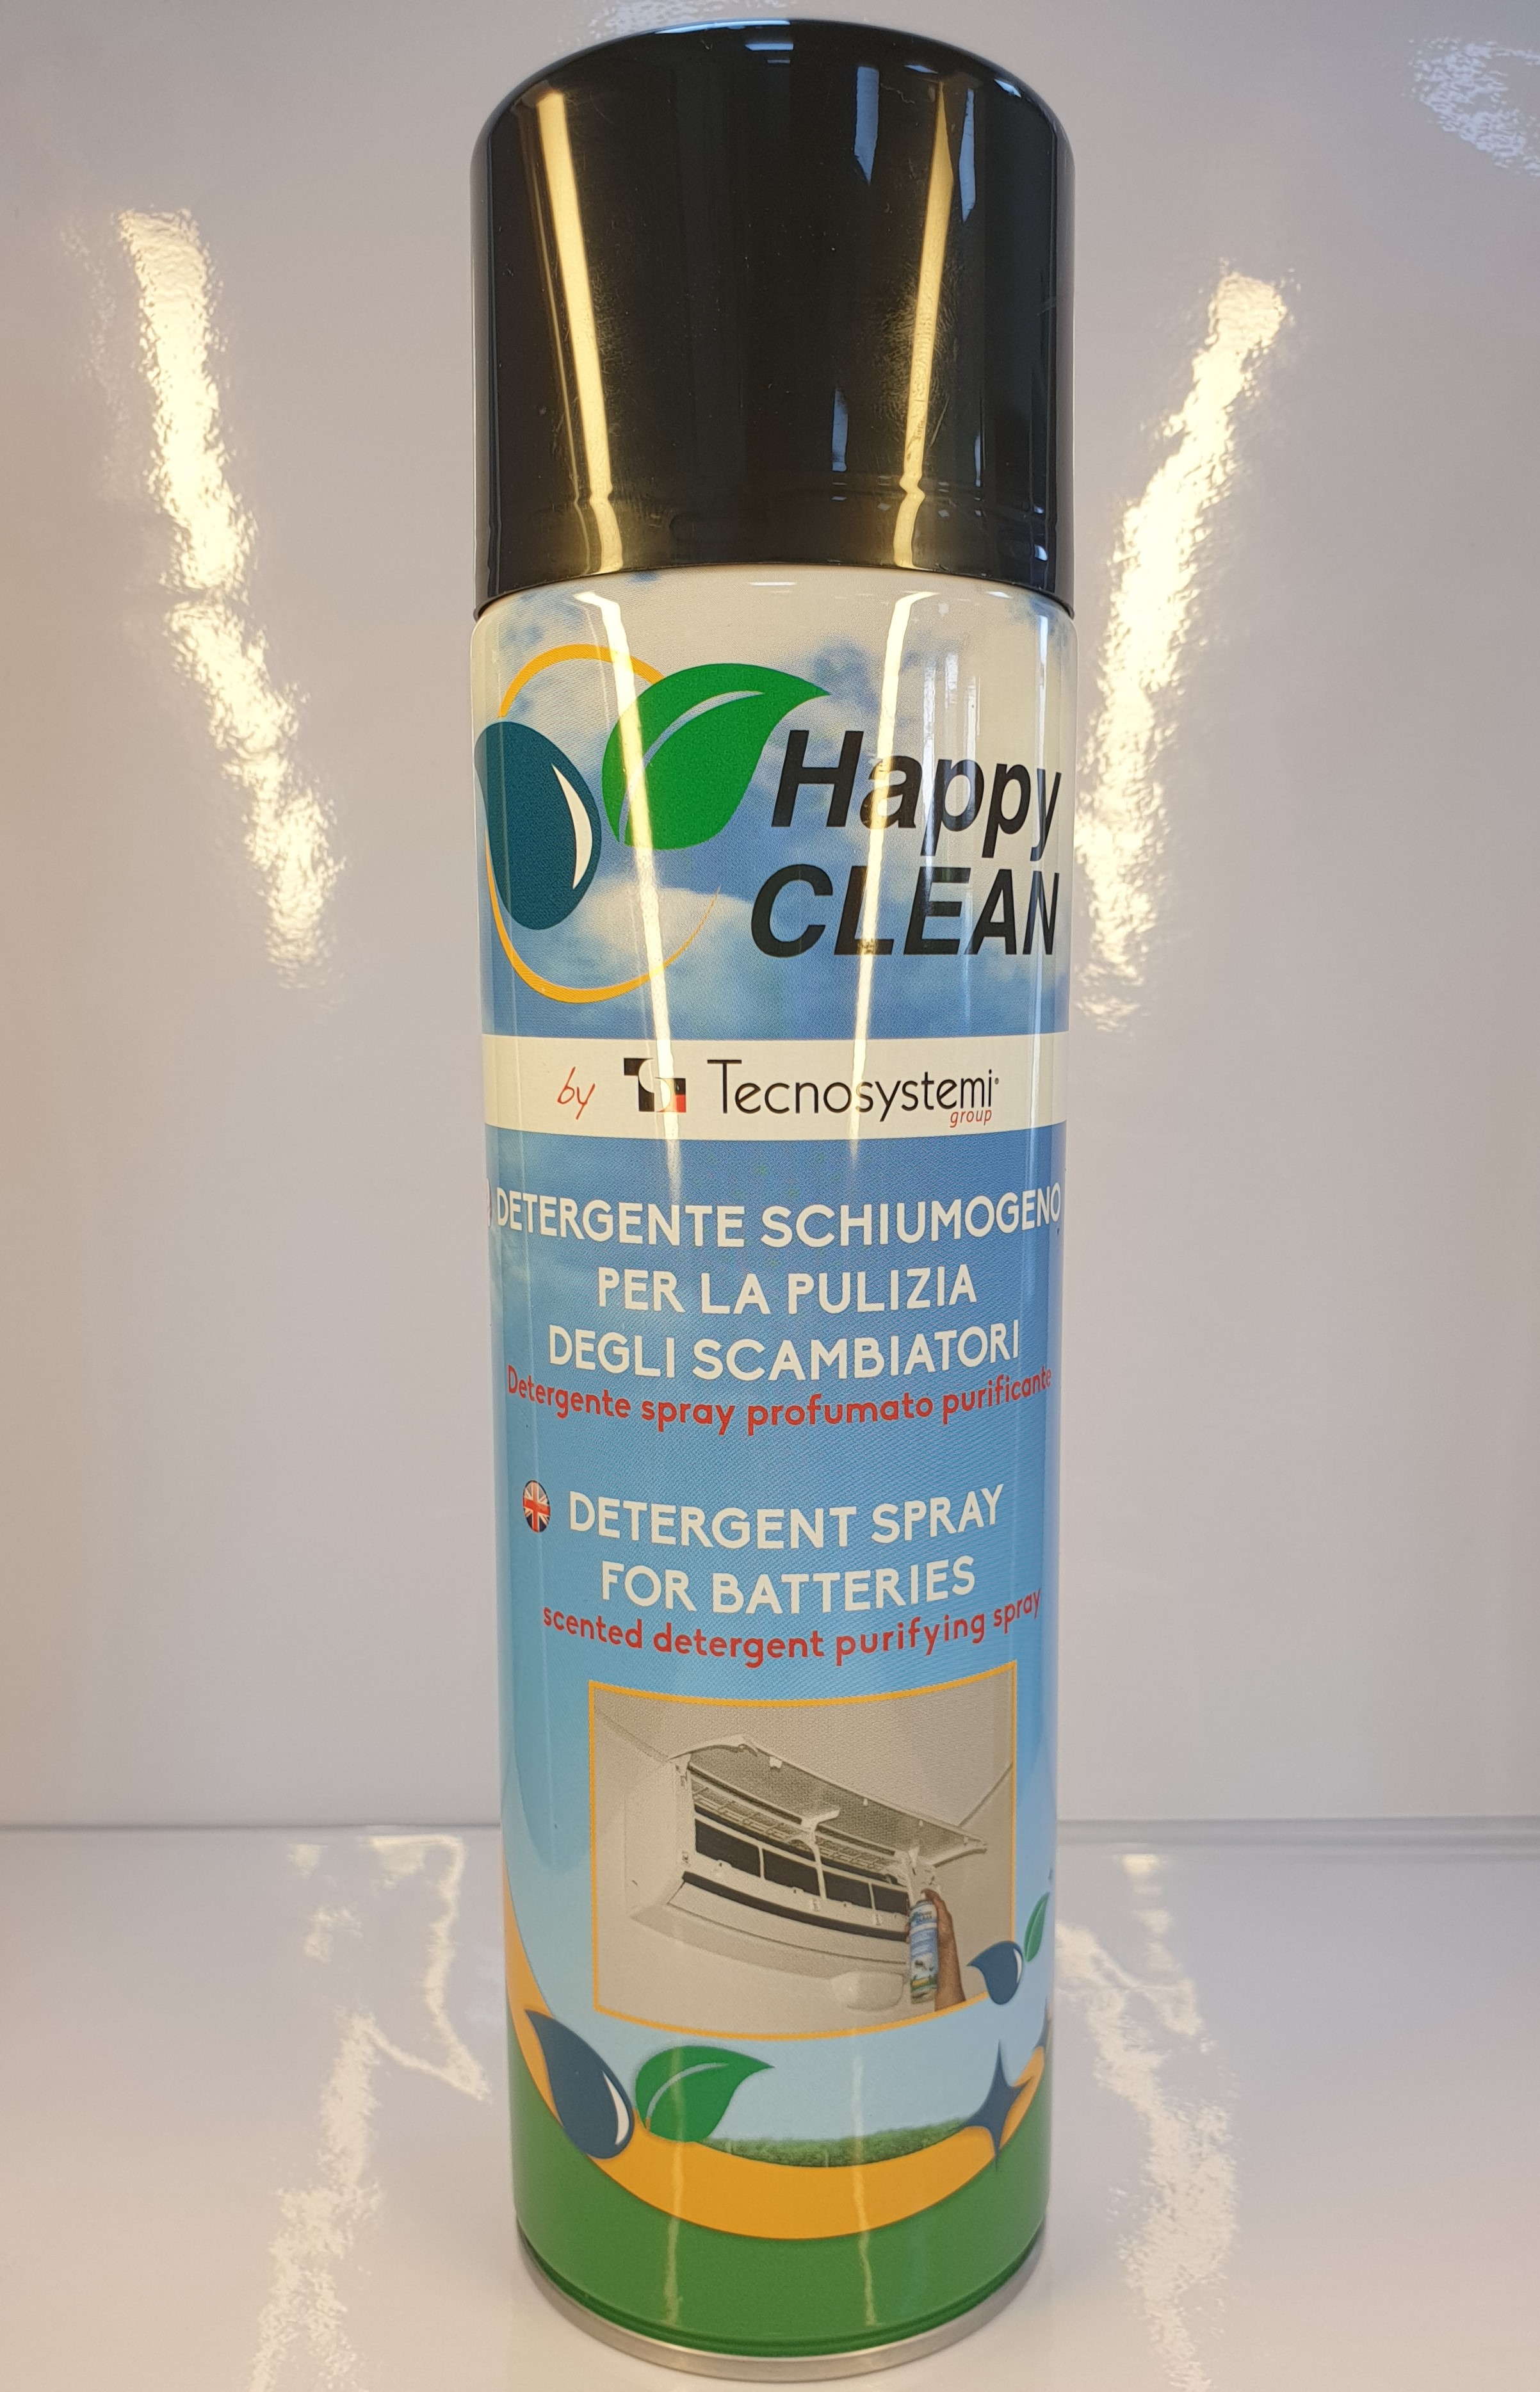 Happy
CLEAN
by Tecnosystemi
group
DETERGENTE SCHIUMOGENO
PER LA PULIZIA
DEGLI SCAMBIATORI
Detergente spray profumato purificante
DETERGENT SPRAY
FOR BATTERIES
scented detergent purifying spray